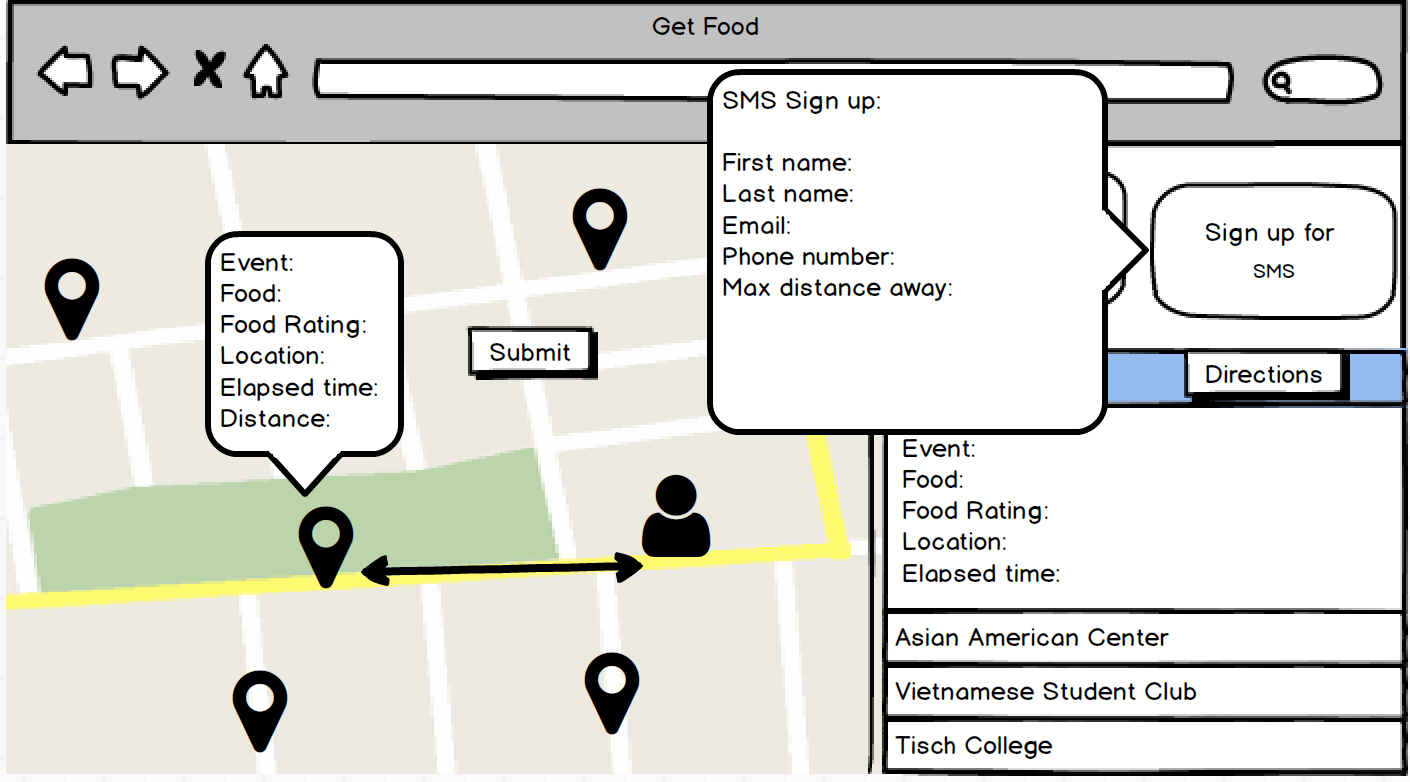 Get Food
SMS Sign up:
First name:
Last name:
Email:
Phone number:
Max distance away:
Sign up for
SMS
Event:
Food:
Food Rating:
Location:
Elapsed time:
Distance:
Submit
Directions
Event:
Food:
Food Rating:
Location:
Elapsed time:
Asian American Center
Vietnamese Student Club
Tisch College